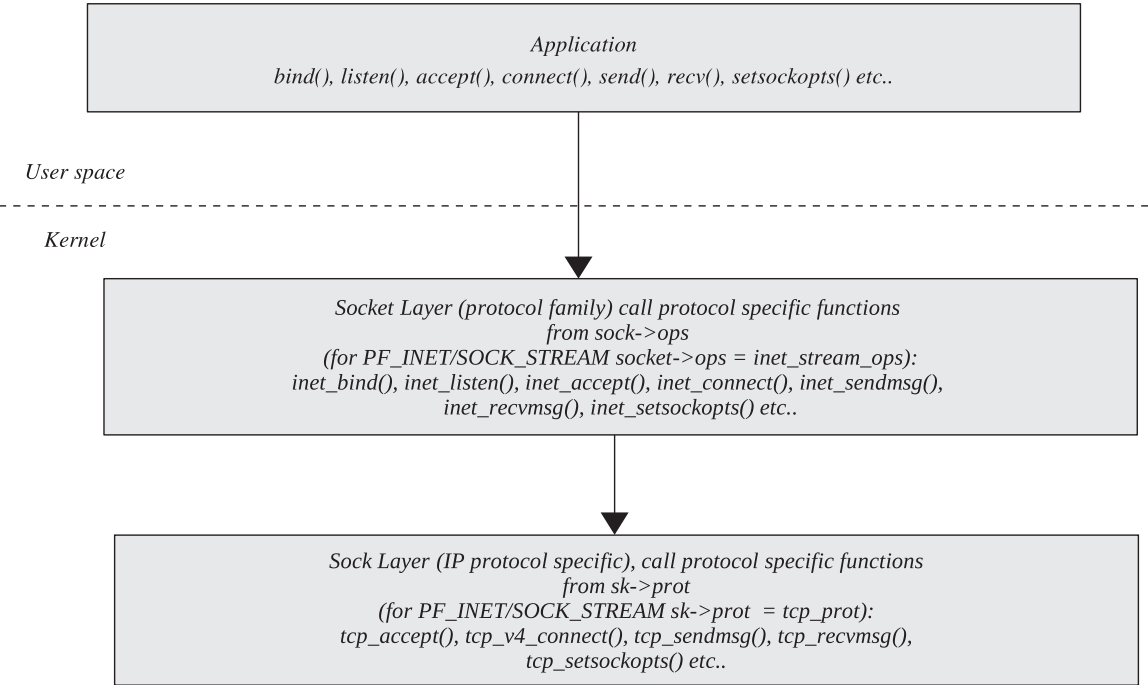 Application
bind(), listen(), accept(), connect(), send(), recv(), setsockopts() etc..
User space
Kernel
Socket Layer (protocol family) call protocol specific functions
from sock->ops
(for PF_INET/SOCK_STREAM socket->ops = inet_stream_ops):
inet_bind(), inet_listen(), inet_accept(), inet_connect(), inet_sendmsg(),
inet_recvmsg(), inet_setsockopts() etc..
Sock Layer (IP protocol specific), call protocol specific functions
from sk->prot
(for PF_INET/SOCK_STREAM sk->prot = tcp_prot):
tcp_accept(), tcp_v4_connect(), tcp_sendmsg(), tcp_recvmsg(),
tcp_setsockopts() etc..